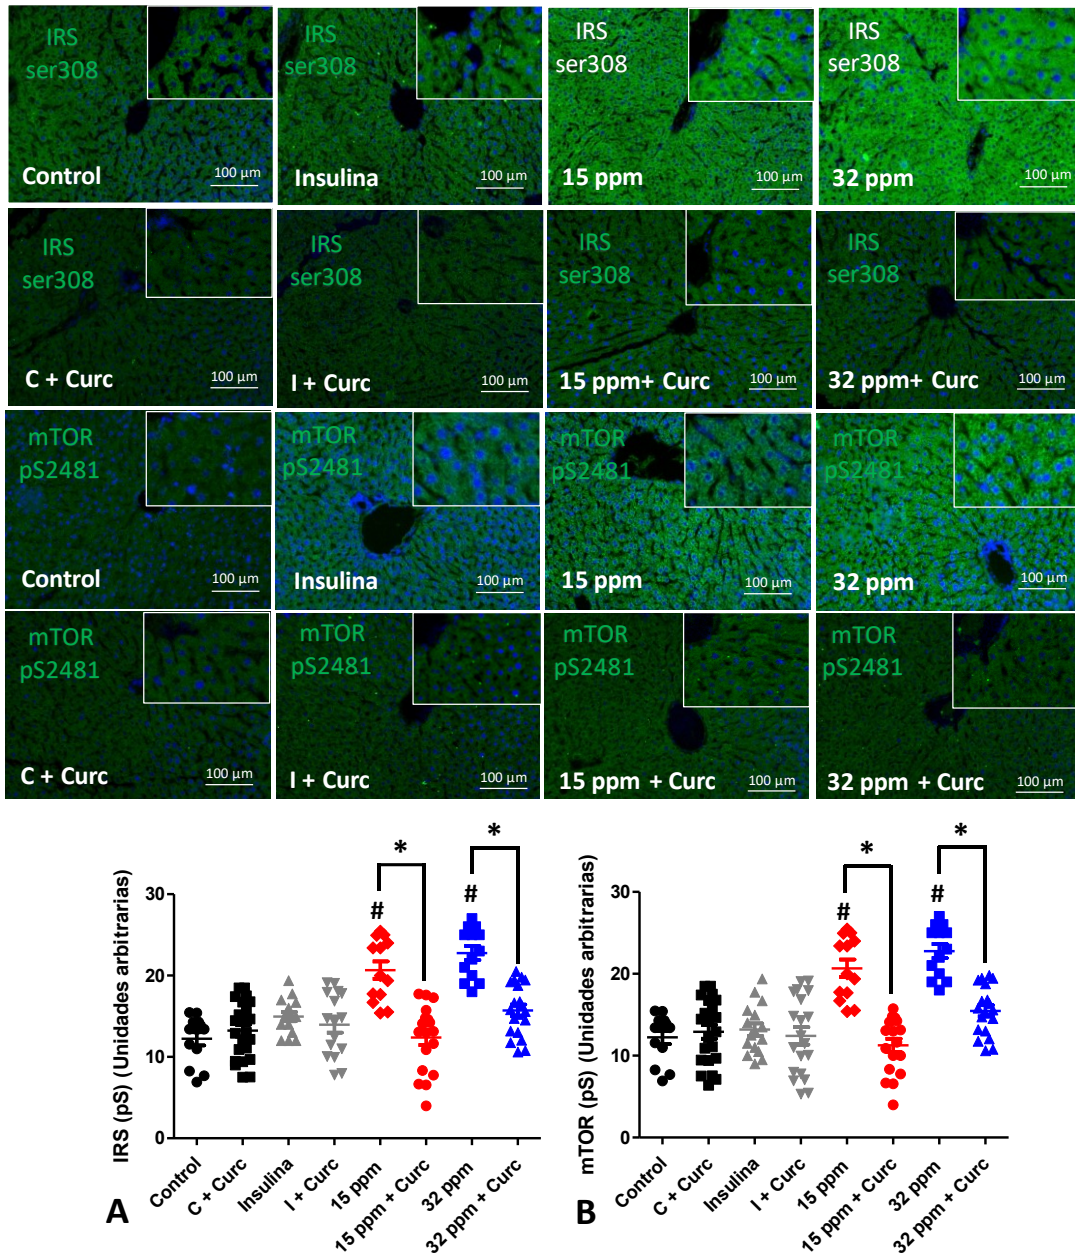 IRS
ser308
Control
100 µm
IRS
ser308
Insulina
100 µm
IRS
ser308
15 ppm
100 µm
IRS
ser308
32 ppm
100 µm
IRS
ser308
C + Curc
100 µm
IRS
ser308
I + Curc
100 µm
IRS
ser308
15 ppm+ Curc
100 µm
IRS
ser308
32 ppm+ Curc
100 µm
mTOR
pS2481
Control
100 µm
mTOR
pS2481
Insulina
100 µm
mTOR
pS2481
15 ppm
100 µm
mTOR
pS2481
32 ppm
100 µm
mTOR
pS2481
C + Curc
100 µm
mTOR
pS2481
I + Curc
100 µm
mTOR
pS2481
15 ppm + Curc
100 µm
mTOR
pS2481
32 ppm + Curc
100 µm
IRS (pS) (Unidades arbitrarias)
30
20
10
0
#
*
#
*
Control
C + Curc
Insulina
I + Curc
15 ppm
15 ppm + Curc
32 ppm
32 ppm + Curc
A
mTOR (pS) (Unidades arbitrarias)
30
20
10
0
#
*
#
*
Control
C + Curc
Insulina
I + Curc
15 ppm
15 ppm + Curc
32 ppm
32 ppm + Curc
B